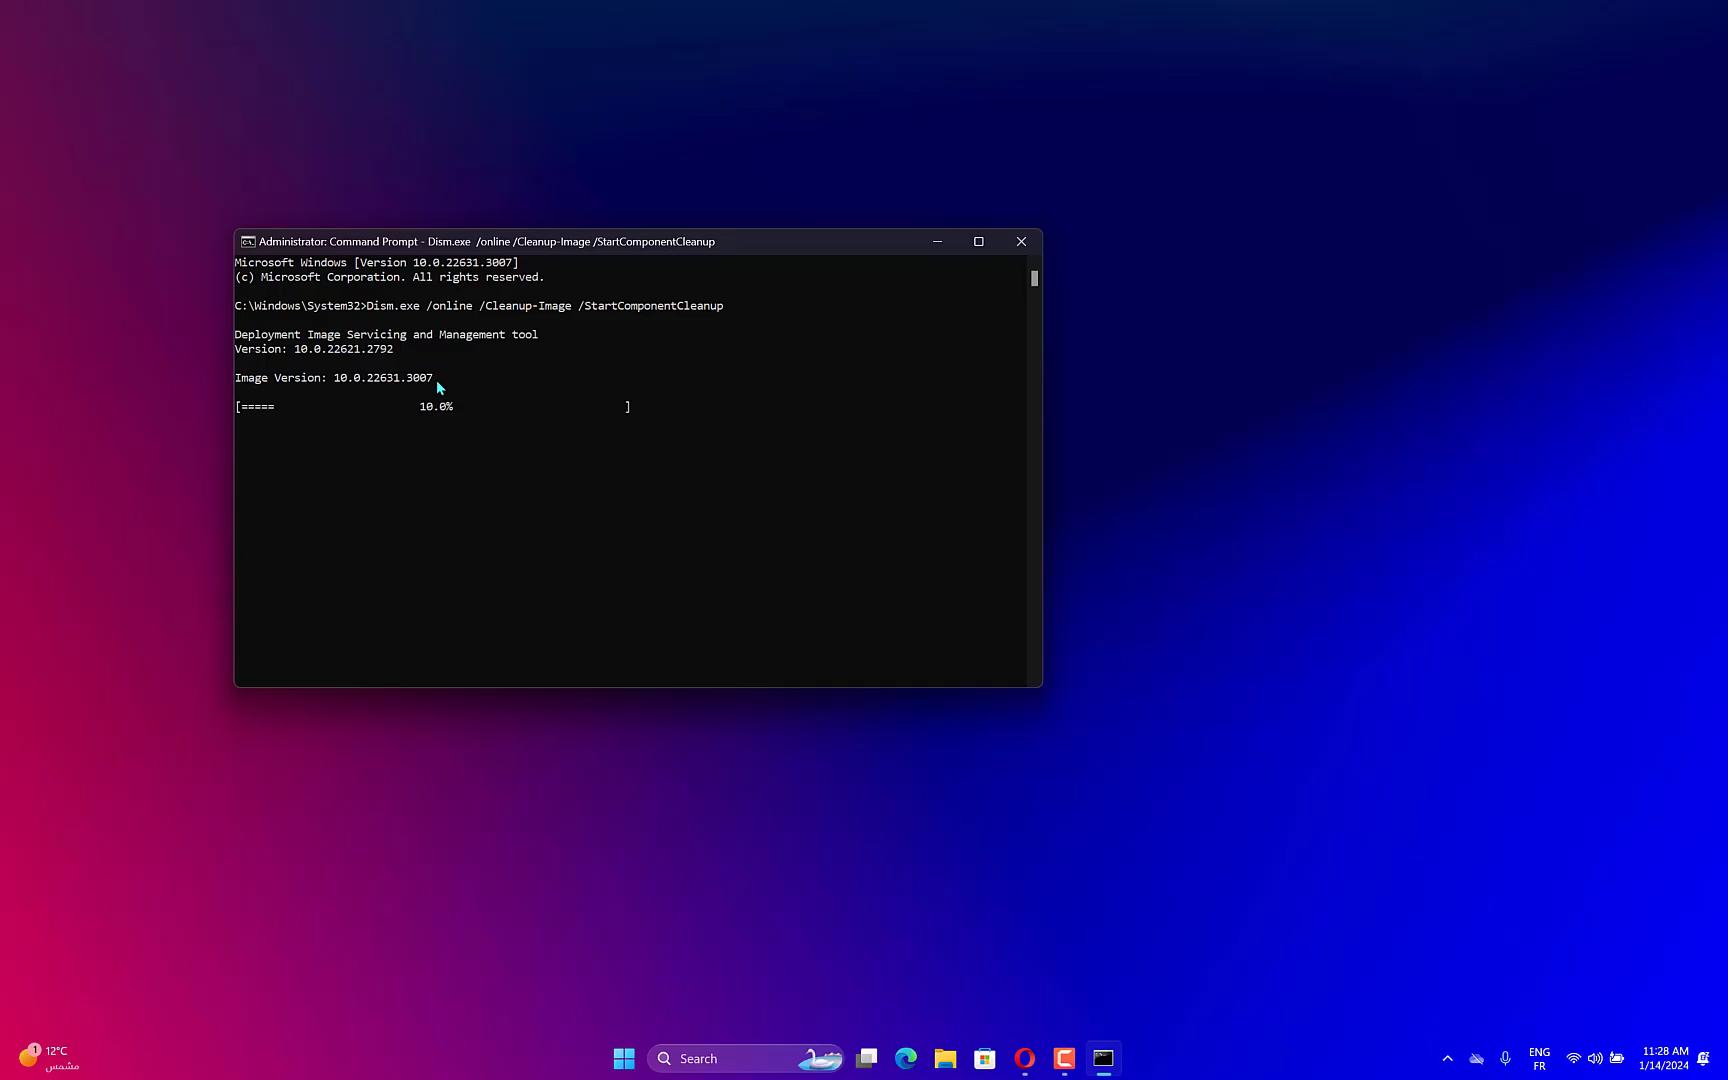 Administrator: Command Prompt - Dism.exe  /online /Cleanup-Image /StartComponentCleanup
Microsoft Windows [Version 10.0.22631.3007]
(c) Microsoft Corporation. All rights reserved.
C:\Windows\System32>Dism.exe /online /Cleanup-Image /StartComponentCleanup
Deployment Image Servicing and Management tool
Version: 10.0.22621.2792
Image Version: 10.0.22631.3007
[===== 10.0% ]
1
12°C
مشمس
Search
ENG
FR
11:28 AM
1/14/2024